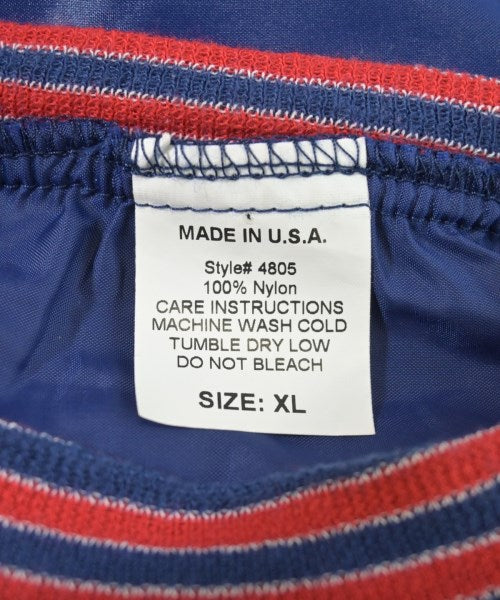 MADE IN U.S.A.
Style# 4805
100% Nylon
CARE INSTRUCTIONS
MACHINE WASH COLD
TUMBLE DRY LOW
DO NOT BLEACH
SIZE: XL